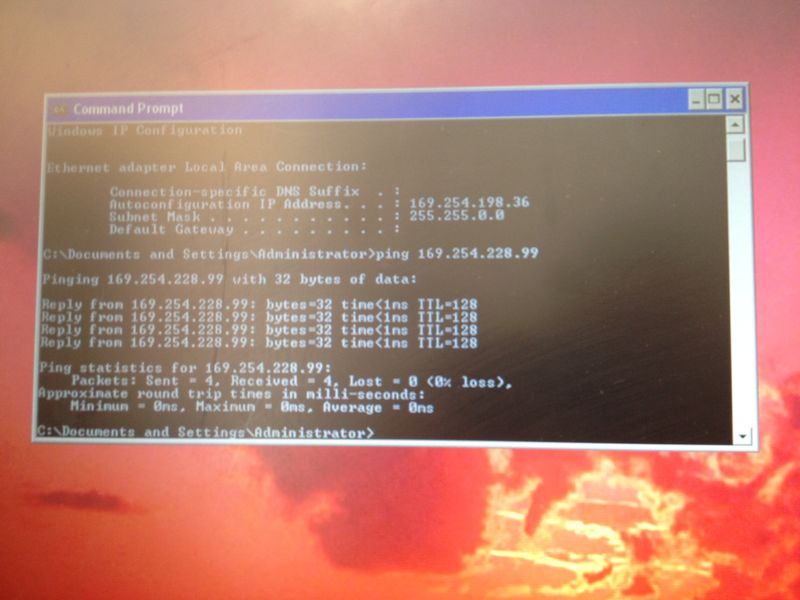 Command Prompt
Windows IP Configuration
Ethernet adapter Local Area Connection:
Connection-specific DNS Suffix . :
Autoconfiguration IP Address. . . : 169.254.198.36
Subnet Mask . . . . . . . . . . . : 255.255.0.0
Default Gateway . . . . . . . . . :
C:\Documents and Settings\Administrator>ping 169.254.228.99
Pinging 169.254.228.99 with 32 bytes of data:
Reply from 169.254.228.99: bytes=32 time<1ms TTL=128
Reply from 169.254.228.99: bytes=32 time<1ms TTL=128
Reply from 169.254.228.99: bytes=32 time<1ms TTL=128
Reply from 169.254.228.99: bytes=32 time<1ms TTL=128
Ping statistics for 169.254.228.99:
Packets: Sent = 4, Received = 4, Lost = 0 (0% loss),
Approximate round trip times in milli-seconds:
Minimum = 0ms, Maximum = 0ms, Average = 0ms
C:\Documents and Settings\Administrator>